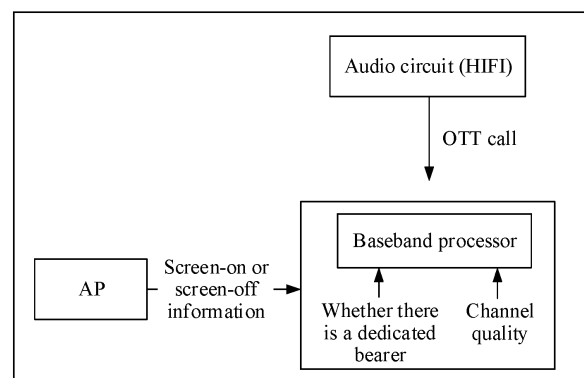 Audio circuit (HIFI)
OTT call
Baseband processor
AP
Screen-on or
screen-off
information
Whether there
is a dedicated
bearer
Channel
quality